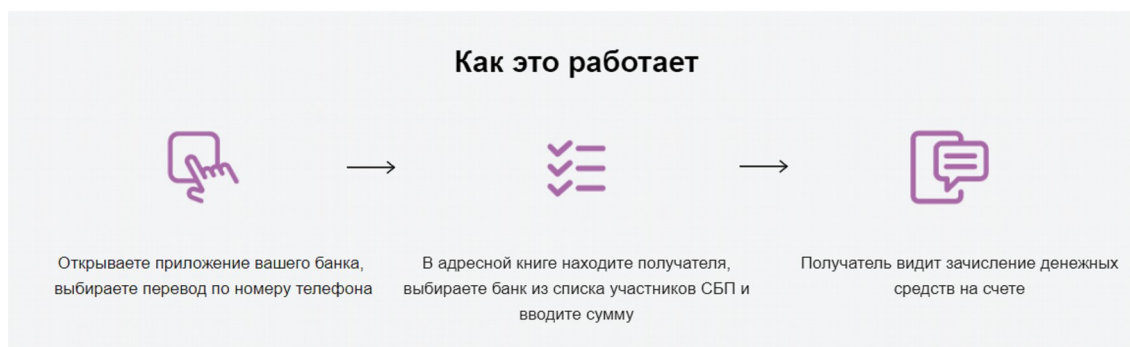 Как это работает
Открываете приложение вашего банка,
выбираете перевод по номеру телефона
В адресной книге находите получателя,
выбираете банк из списка участников СБП и
вводите сумму
Получатель видит зачисление денежных
средств на счете